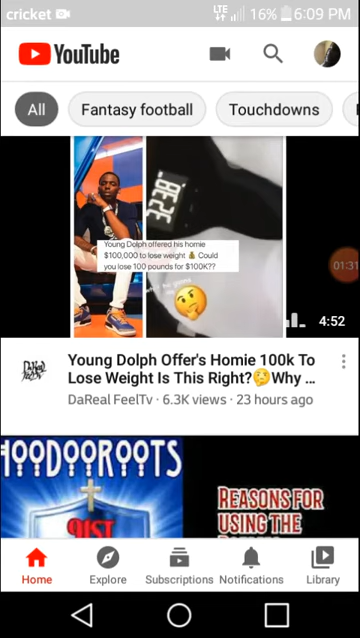 cricket LTE 16% 6:09 PM
YouTube
All Fantasy football Touchdowns
383.2
Young Dolph offered his homie
$100,000 to lose weight 💰 Could
you lose 100 pounds for $100K??
01:31
4:52
Young Dolph Offer's Homie 100k To
Lose Weight Is This Right?🤔Why ...
DaReal FeelTv · 6.3K views · 23 hours ago
HOODOOROOTS
REASONS FOR
USING THE
Home Explore Subscriptions Notifications Library